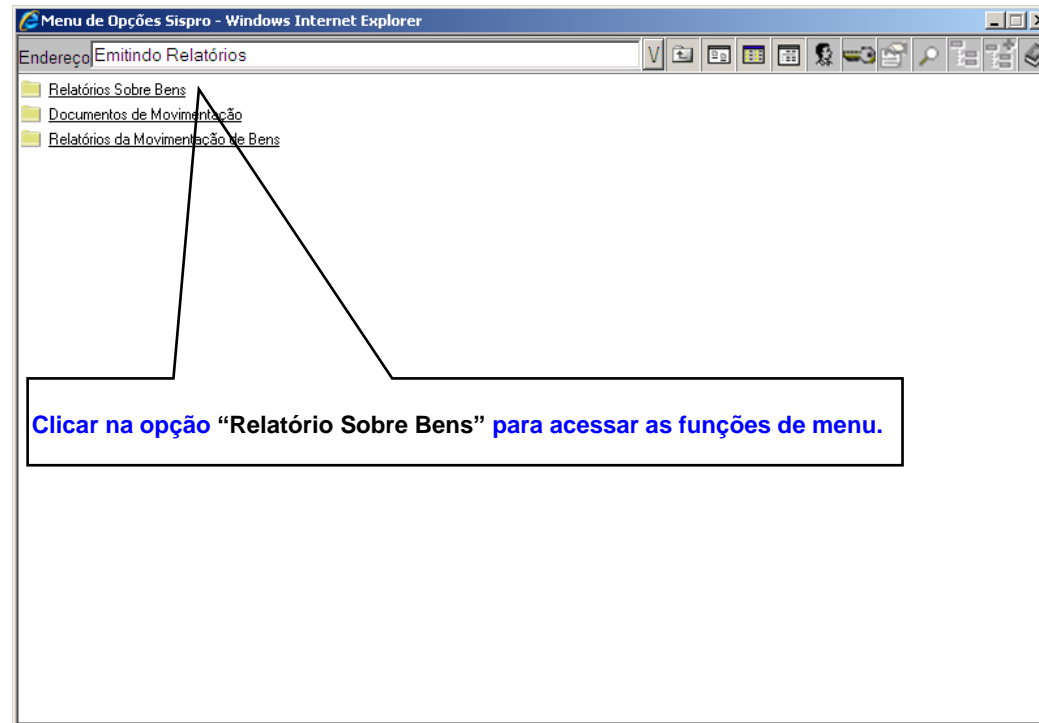 Menu de Opções Sispro - Windows Internet Explorer
Endereço Emitindo Relatórios V
Relatórios Sobre Bens
Documentos de Movimentação
Relatórios da Movimentação de Bens
Clicar na opção “Relatório Sobre Bens” para acessar as funções de menu.